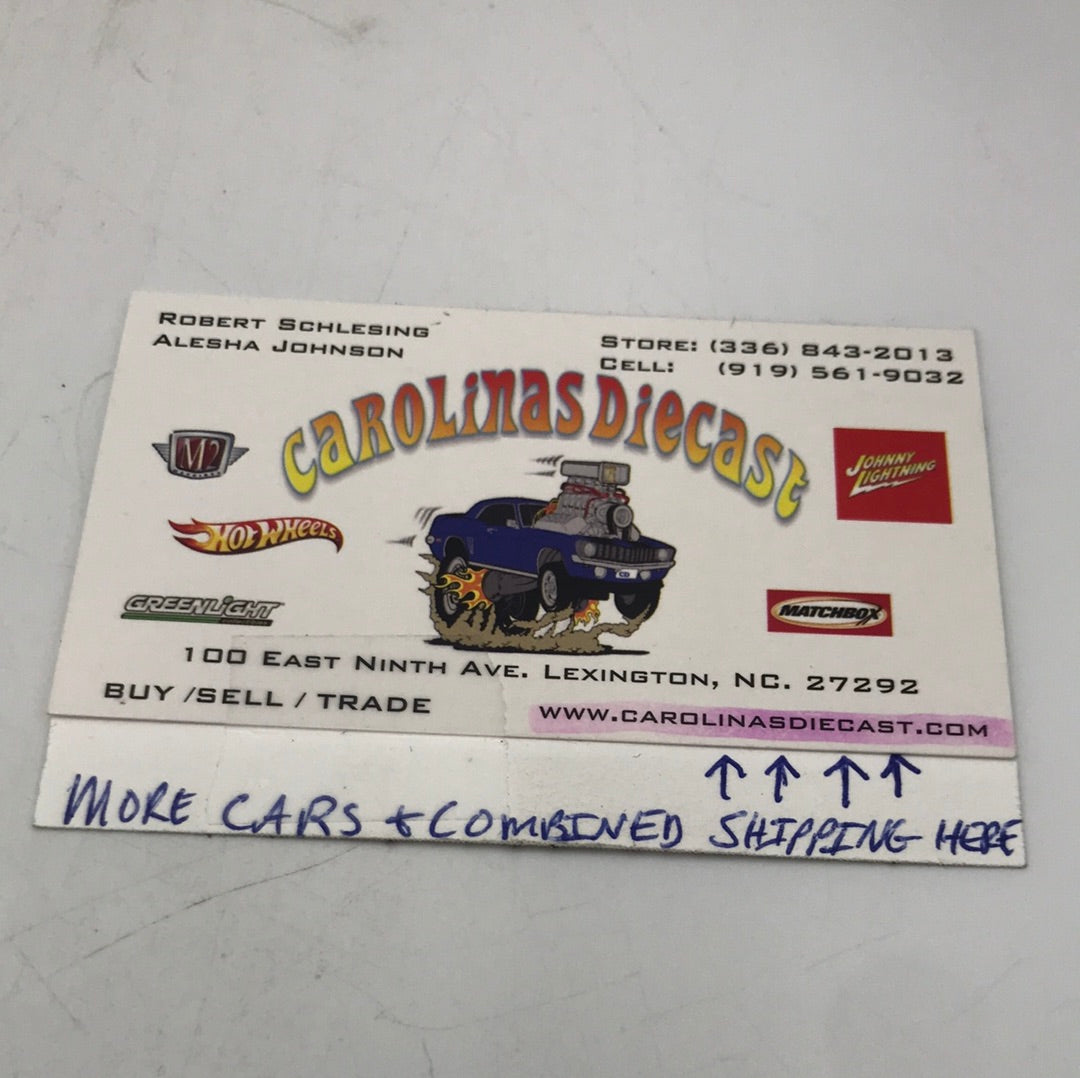 ROBERT SCHLESING
ALESHA JOHNSON
STORE: (336) 843-2013
CELL: (919) 561-9032
CAROLINAS DIECAST
M2
JOHNNY
LIGHTNING
HOT WHEELS
CD
GREENLIGHT
MATCHBOX
100 EAST NINTH AVE. LEXINGTON, NC. 27292
BUY /SELL / TRADE
WWW.CAROLINASDIECAST.COM
↑ ↑ ↑ ↑
MORE CARS + COMBINED SHIPPING HERE